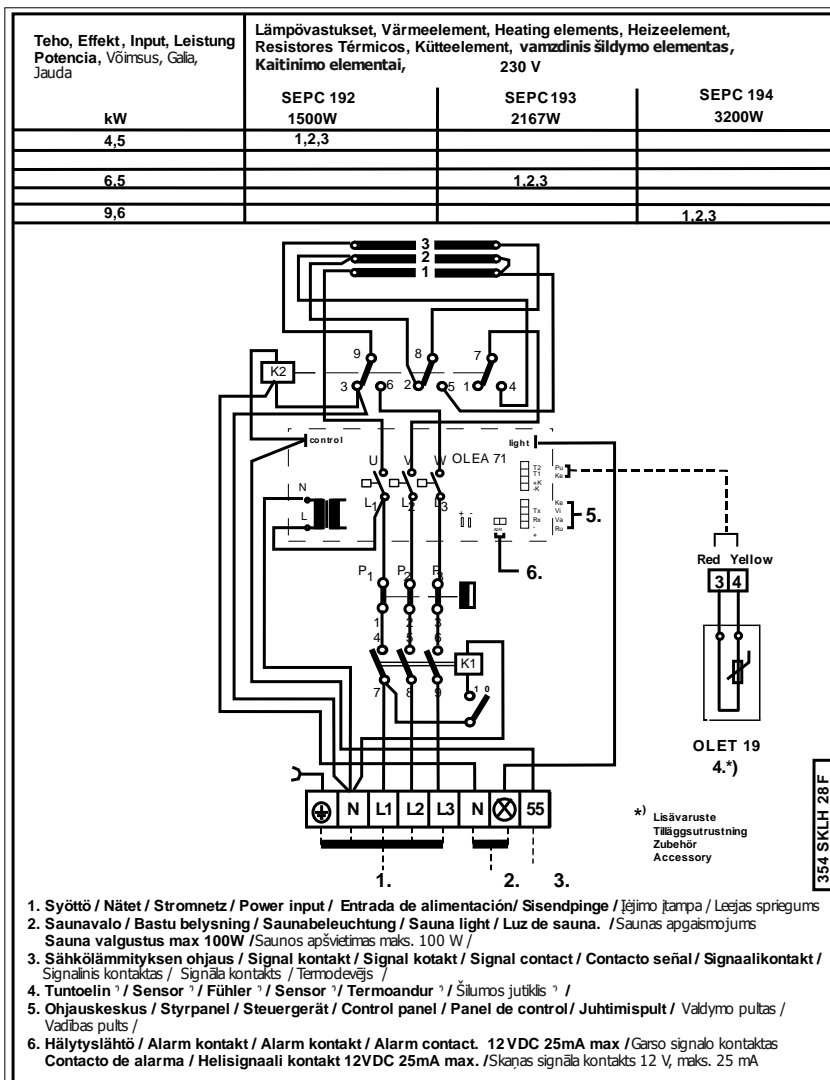 Teho, Effekt, Input, Leistung
Potencia, Võimsus, Galia,
Jauda
kW
Lämpövastukset, Värmeelement, Heating elements, Heizeelement,
Resistores Térmicos, Kütteelement, vamzdinis šildymo elementas,
Kaitinimo elementai, 230 V
SEPC 192 SEPC 193 SEPC 194
1500W 2167W 3200W
4,5 1,2,3
6,5 1,2,3
9,6 1,2,3
3
2
1
9 8 7
K2
3 6 2 5 1 4
control light
U V W OLEA 71
T2 Pu
T1 Ke
+K
-K
N
L
L1 L2 L3
+ -
Tx Ke
Rx Vi
- Va
+ Ru
5.
6.
Red Yellow
3 4
P1 P2 P3
1 2 3
4 5 6
K1
7 8 9
1 0
OLET 19
4.*)
N L1 L2 L3 N 55
1. 2. 3.
*) Lisävaruste
Tilläggsutrustning
Zubehör
Accessory
354 SKLH 28 F
1. Syöttö / Nätet / Stromnetz / Power input / Entrada de alimentación/ Sisendpinge / Įėjimo įtampa / Leejas spriegums
2. Saunavalo / Bastu belysning / Saunabeleuchtung / Sauna light / Luz de sauna. / Saunas apgaismojums
Sauna valgustus max 100W / Saunos apšvietimas maks. 100 W /
3. Sähkölämmityksen ohjaus / Signal kontakt / Signal kotakt / Signal contact / Contacto señal / Signaalikontakt /
Signalinis kontaktas / Signāla kontakts / Termodevējs /
4. Tuntoelin *) / Sensor *) / Fühler *) / Sensor *) / Termoandur *) / Šilumos jutiklis *) /
5. Ohjauskeskus / Styrpanel / Steuergerät / Control panel / Panel de control/ Juhtimispult / Valdymo pultas /
Vadības pults /
6. Hälytyslähtö / Alarm kontakt / Alarm kontakt / Alarm contact. 12 VDC 25mA max / Garso signalo kontaktas
Contacto de alarma / Helisignaali kontakt 12VDC 25mA max. / Skaņas signāla kontakts 12 V, maks. 25 mA